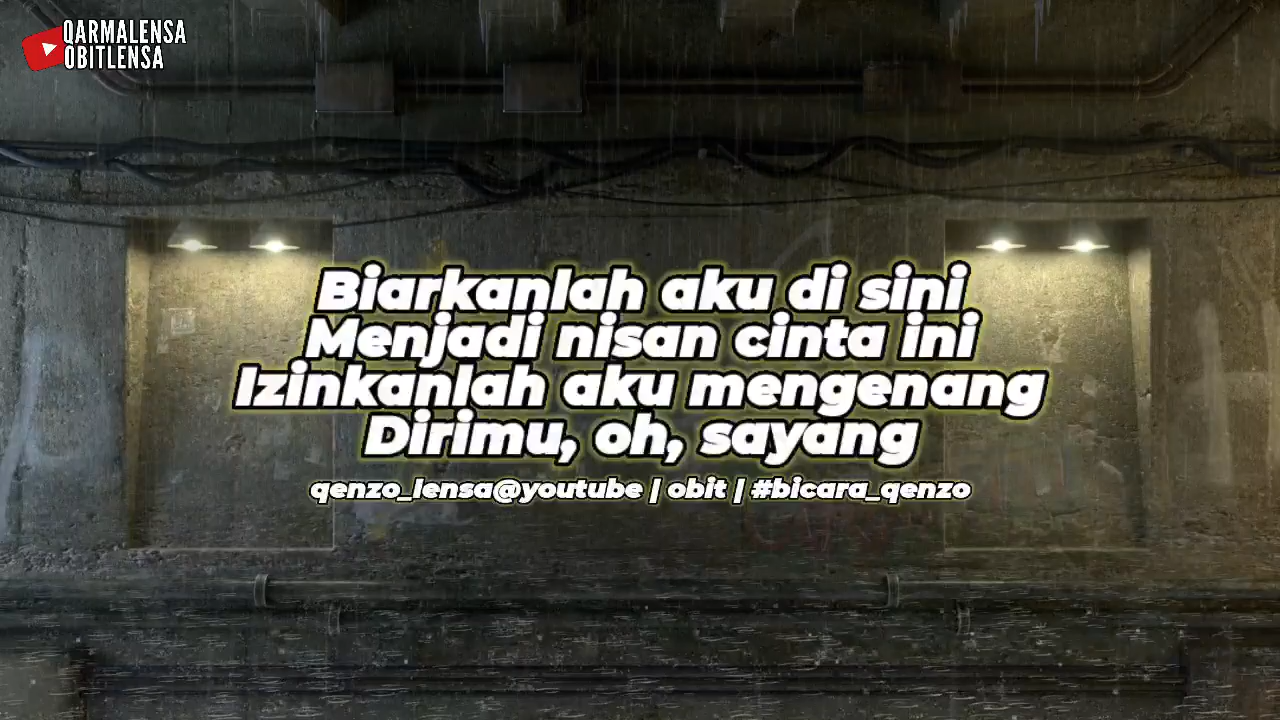 QARMALENSA
OBITLENSA
Biarkanlah aku di sini
Menjadi nisan cinta ini
Izinkanlah aku mengenang
Dirimu, oh, sayang
qenzo_lensa@youtube | obit | #bicara_qenzo